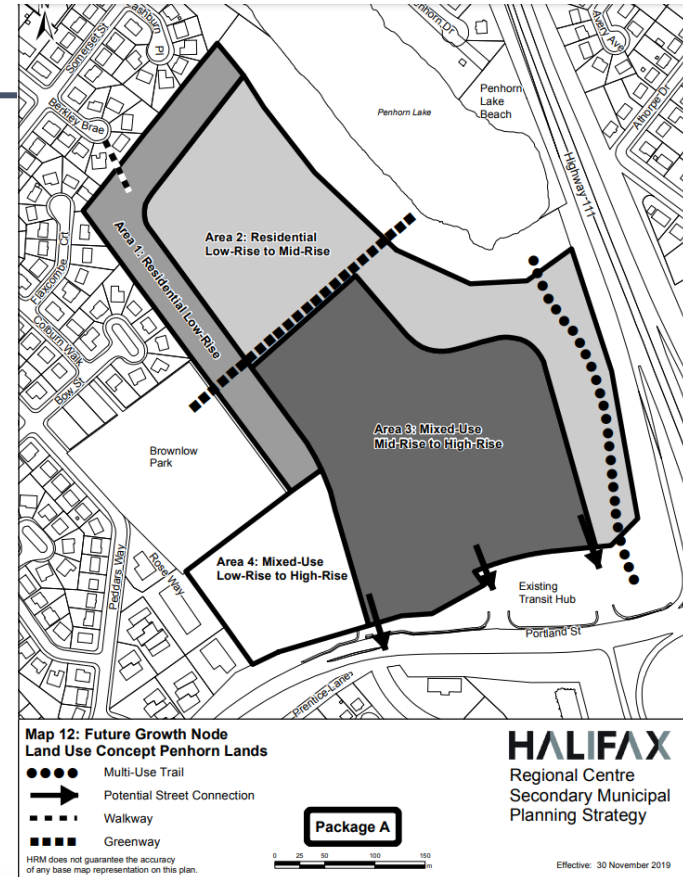 Washburn
Pl
Somerset St
Berkley Brae
Penhorn Lake
Penhorn
Lake
Beach
Avery Ave
Athorpe Dr
Highway 111
Flaxcombe Crt
Colburn Walk
Bow St
Area 1: Residential Low-Rise
Area 2: Residential
Low-Rise to Mid-Rise
Brownlow
Park
Area 3: Mixed-Use
Mid-Rise to High-Rise
Peddars Way
Rose Way
Area 4: Mixed-Use
Low-Rise to High-Rise
Existing
Transit Hub
Portland St
Prentice Lane
Map 12: Future Growth Node
Land Use Concept Penhorn Lands
Multi-Use Trail
Potential Street Connection
Walkway
Greenway
HRM does not guarantee the accuracy
of any base map representation on this plan.
Package A
0 25 50 100 150
m
HALIFAX
Regional Centre
Secondary Municipal
Planning Strategy
Effective: 30 November 2019